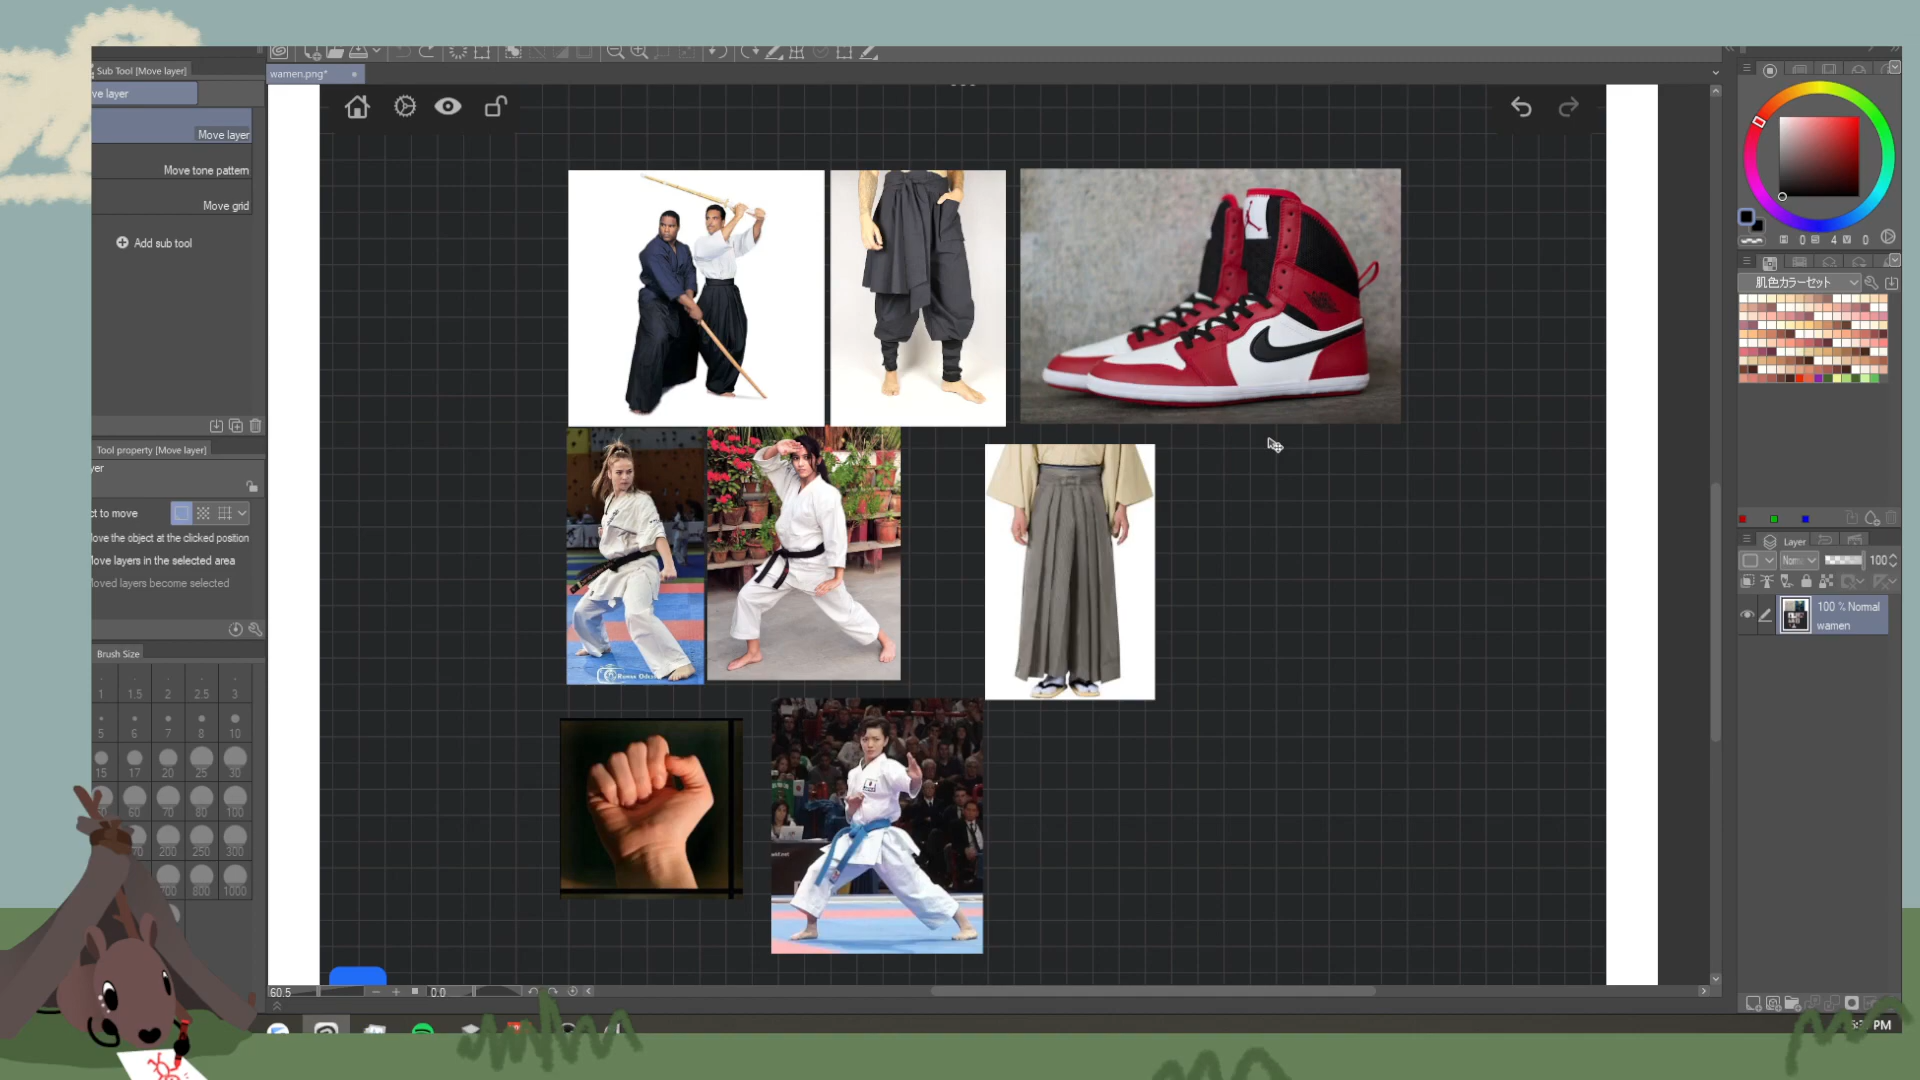 Sub Tool [Move layer]
ve layer
Move layer
Move tone pattern
Move grid
Add sub tool
Tool property [Move layer]
yer
ct to move
ove the object at the clicked position
ove layers in the selected area
oved layers become selected
Brush Size
1 1.5 2 2.5 3
5 6 7 8 10
15 17 20 25 30
60 70 80 100
200 250 300
800 1000
wamen.png*
60.5
0.0
0 4 0
肌色カラーセット
Layer
100
100 % Normal
wamen
PM